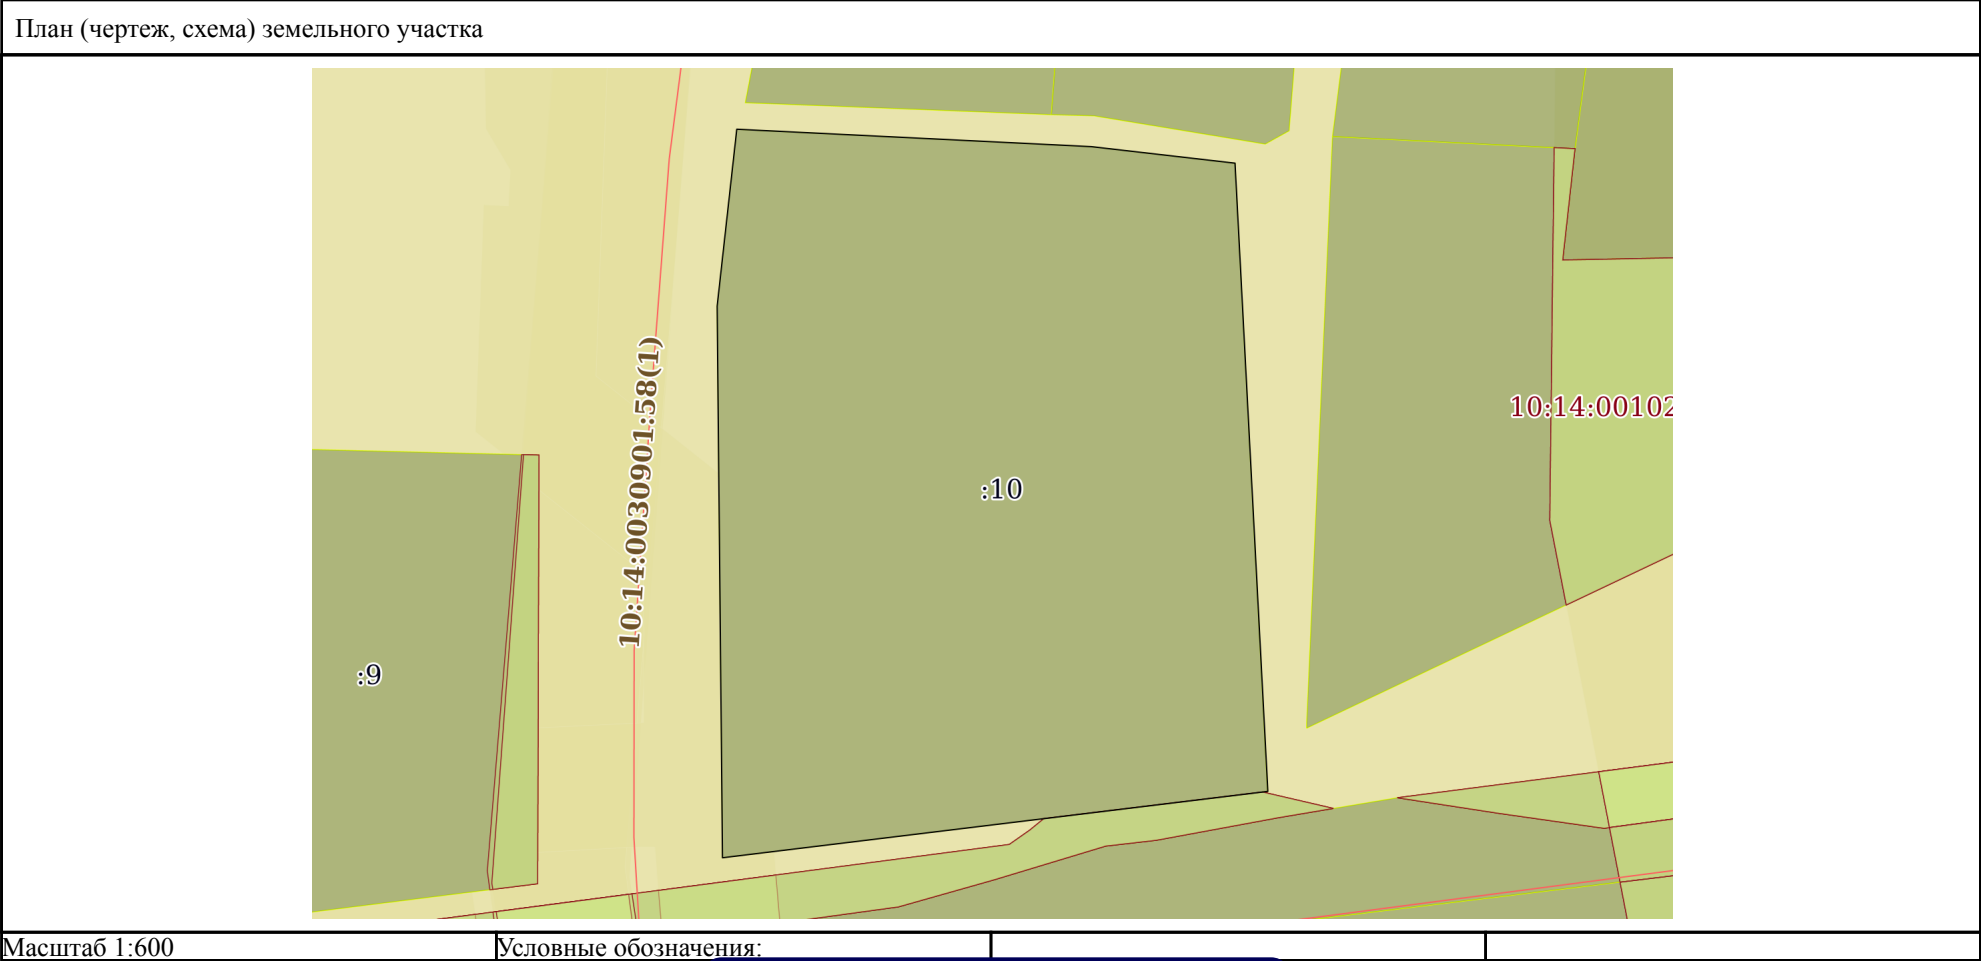 План (чертеж, схема) земельного участка
10:14:0030901:58(1)
10:14:00102
:10
:9
Масштаб 1:600
Условные обозначения: